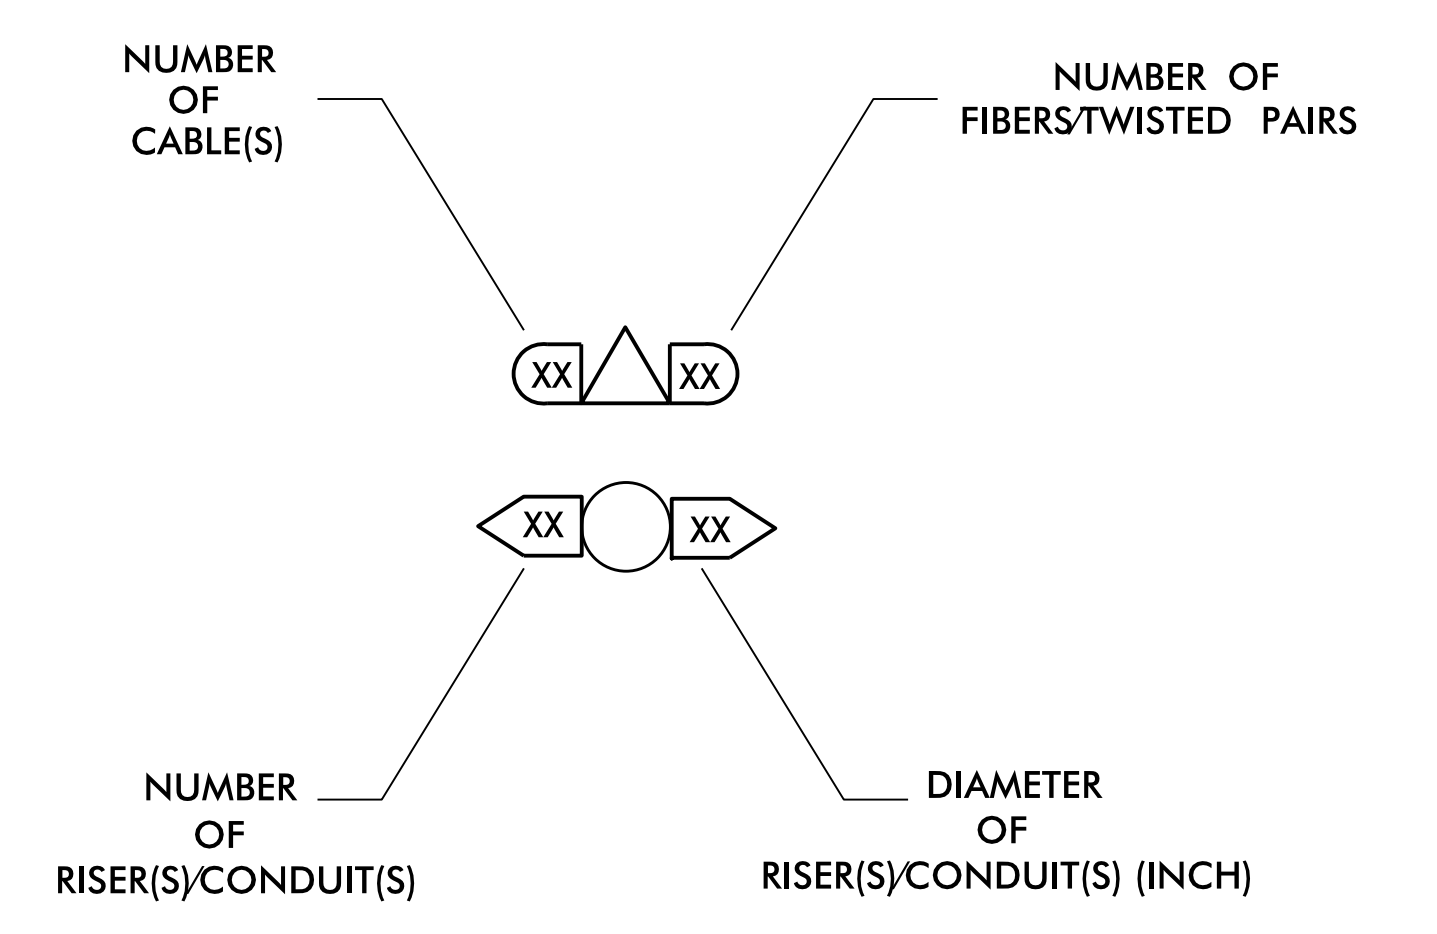 NUMBER
OF
CABLE(S)
NUMBER OF
FIBERS/TWISTED PAIRS
XX XX
XX XX
NUMBER
OF
RISER(S)/CONDUIT(S)
DIAMETER
OF
RISER(S)/CONDUIT(S) (INCH)